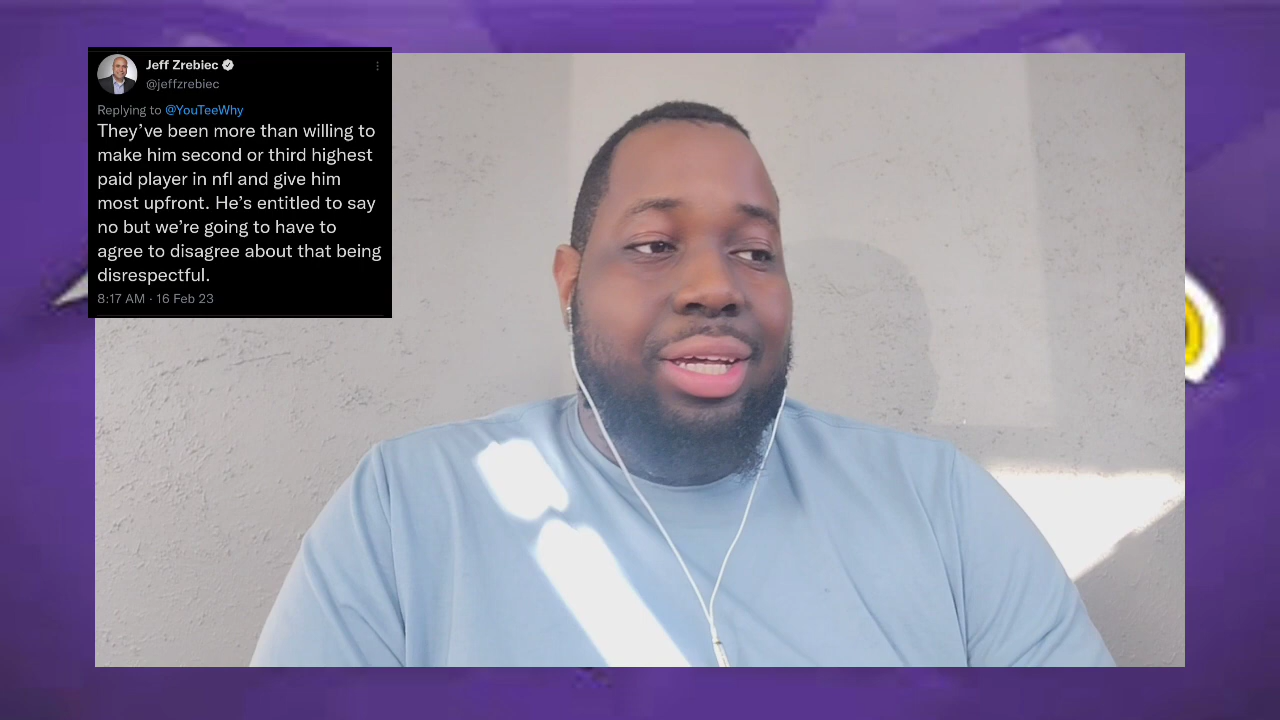 Jeff Zrebiec
@jeffzrebiec
Replying to @YouTeeWhy
They've been more than willing to
make him second or third highest
paid player in nfl and give him
most upfront. He's entitled to say
no but we're going to have to
agree to disagree about that being
disrespectful.
8:17 AM · 16 Feb 23